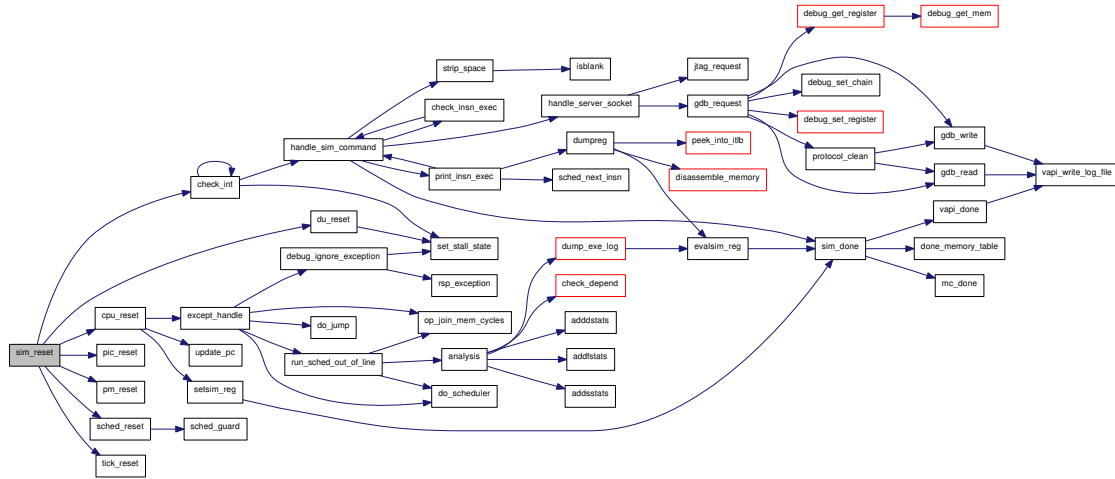 debug_get_register
debug_get_mem
strip_space
isblank
jtag_request
debug_set_chain
check_insn_exec
handle_server_socket
gdb_request
debug_set_register
gdb_write
handle_sim_command
dumpreg
peek_into_itlb
protocol_clean
gdb_read
vapi_write_log_file
check_int
print_insn_exec
sched_next_insn
disassemble_memory
vapi_done
du_reset
set_stall_state
dump_exe_log
evalsim_reg
sim_done
done_memory_table
debug_ignore_exception
rsp_exception
check_depend
mc_done
cpu_reset
except_handle
do_jump
op_join_mem_cycles
adddstats
sim_reset
pic_reset
update_pc
run_sched_out_of_line
analysis
addfstats
pm_reset
setsim_reg
do_scheduler
addsstats
sched_reset
sched_guard
tick_reset